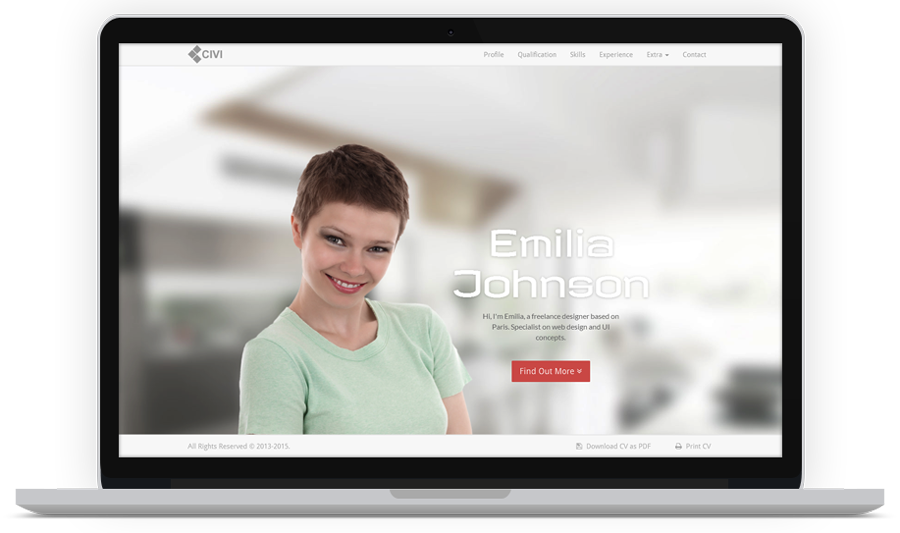 CIVI
Profile Qualification Skills Experience Extra Contact
Emilia
Johnson
Hi, I'm Emilia, a freelance designer based on
Paris. Specialist on web design and UI
concepts.
Find Out More
All Rights Reserved © 2013-2015. Download CV as PDF Print CV